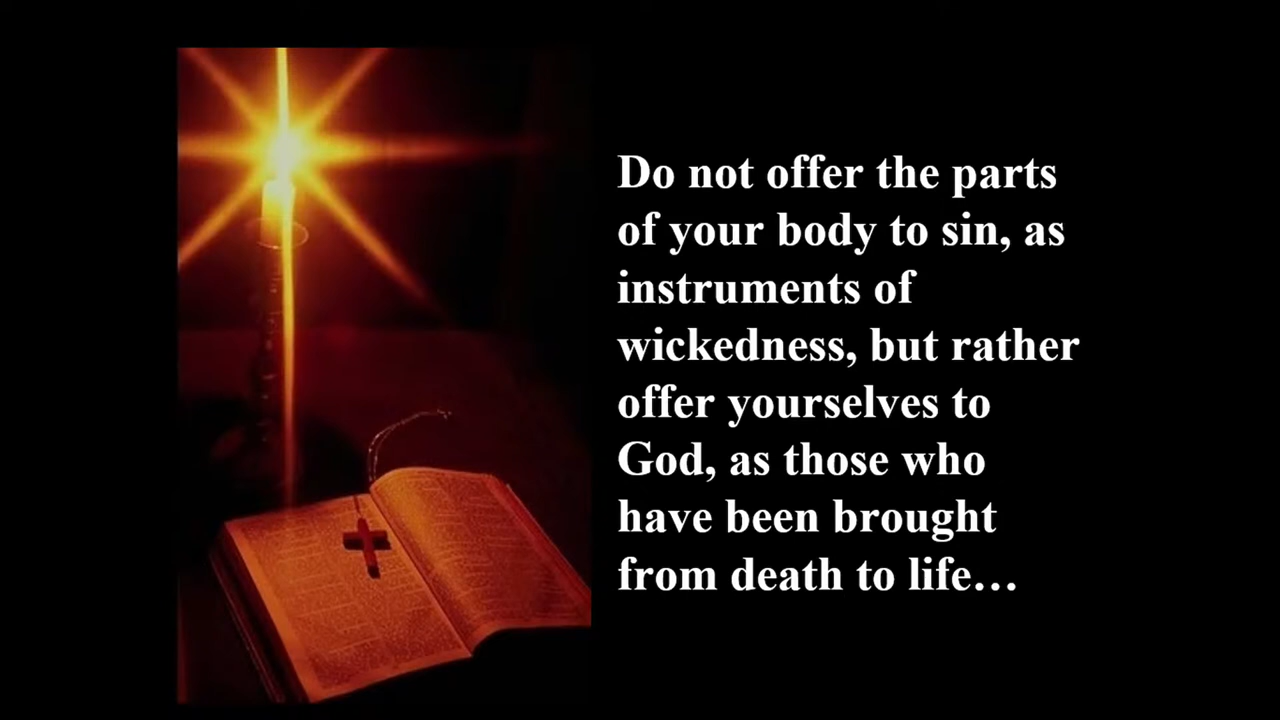 Do not offer the parts
of your body to sin, as
instruments of
wickedness, but rather
offer yourselves to
God, as those who
have been brought
from death to life…